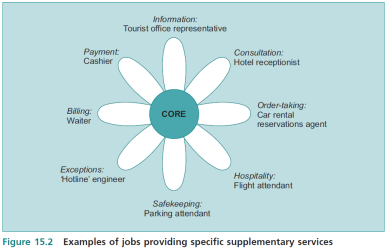 Information:
Tourist office representative
Payment:
Cashier
Consultation:
Hotel receptionist
Billing:
Waiter
CORE
Order-taking:
Car rental
reservations agent
Exceptions:
'Hotline' engineer
Hospitality:
Flight attendant
Safekeeping:
Parking attendant
Figure 15.2 Examples of jobs providing specific supplementary services